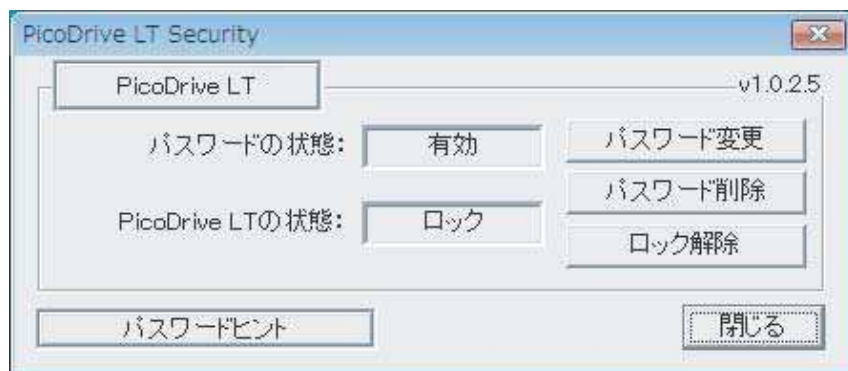 PicoDrive LT Security
PicoDrive LT
v1.0.2.5
パスワードの状態:
有効
パスワード変更
パスワード削除
PicoDrive LTの状態:
ロック
ロック解除
パスワードヒント
閉じる